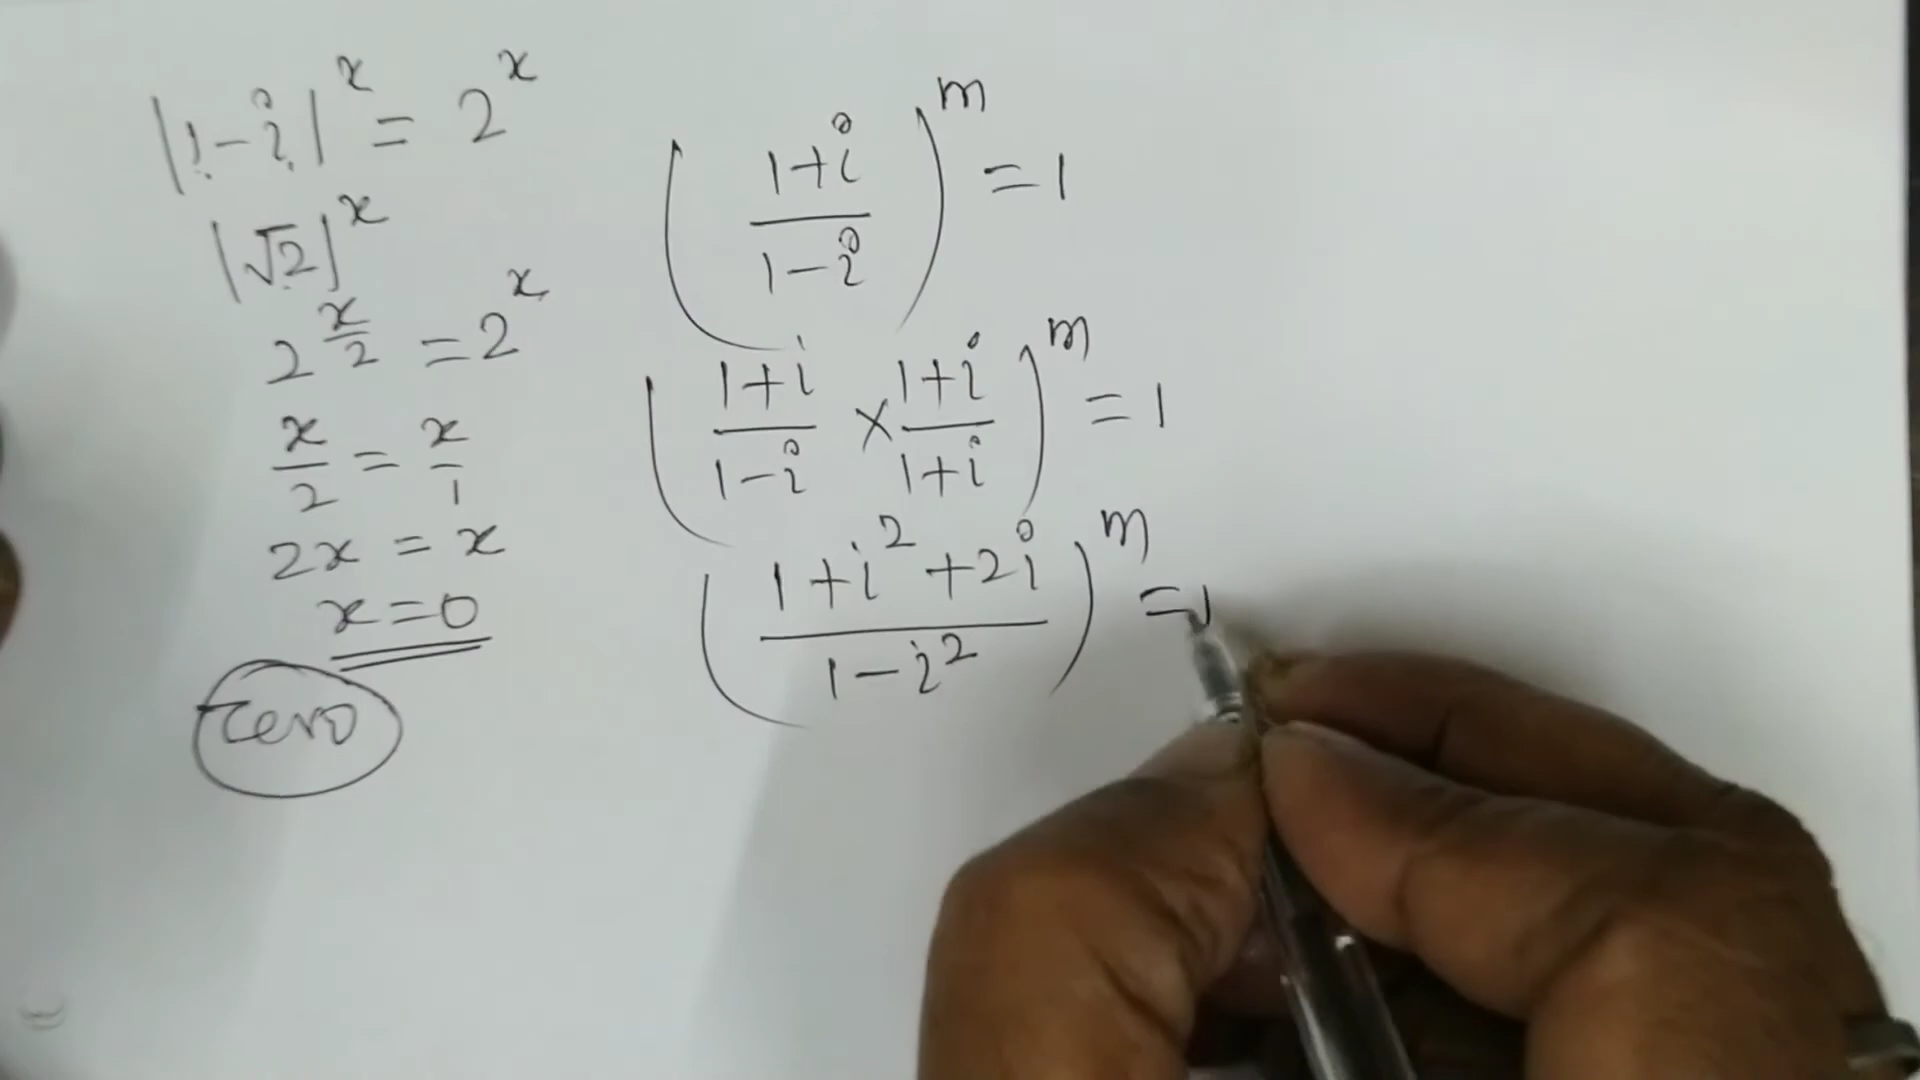 |1-i|^x = 2^x
|√2|^x
2^(x/2) = 2^x
x/2 = x/1
2x = x
x = 0
Zero
((1+i)/(1-i))^m = 1
((1+i)/(1-i) × (1+i)/(1+i))^m = 1
((1+i^2+2i)/(1-i^2))^m = 1